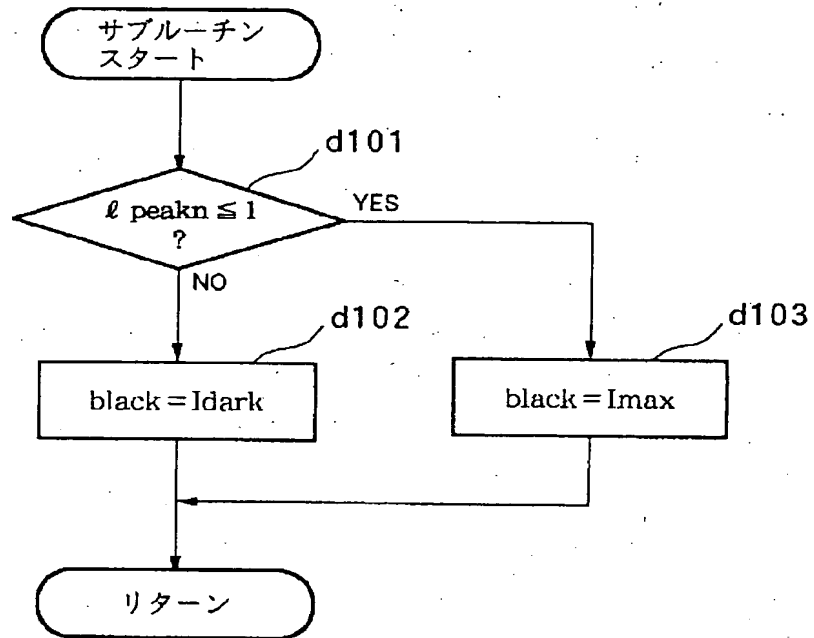 サブルーチン
スタート
d101
ℓ peakn ≦ 1
?
YES
NO
d102
d103
black = Idark
black = Imax
リターン